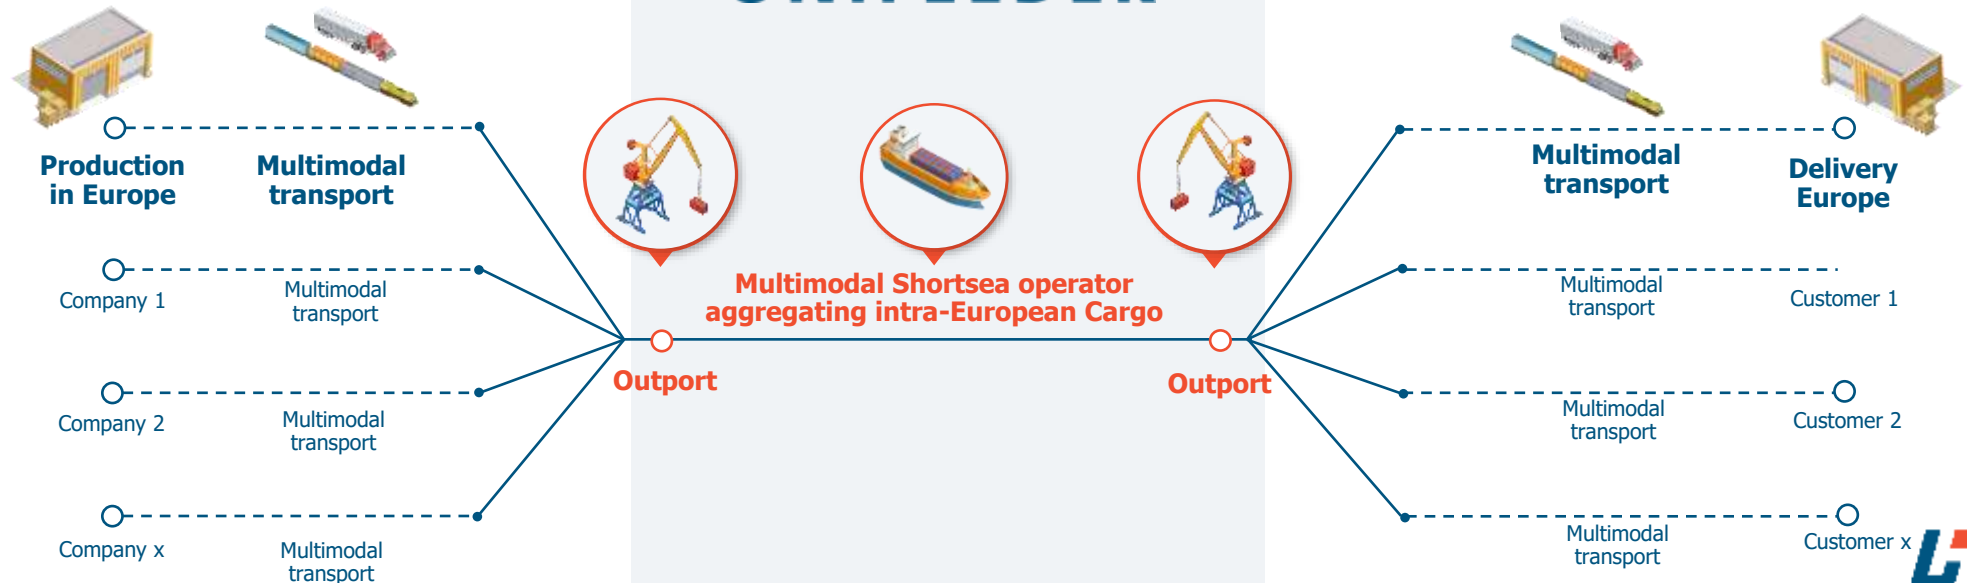 Production
in Europe
Multimodal
transport
Multimodal
transport
Delivery
Europe
Multimodal Shortsea operator
aggregating intra-European Cargo
Company 1
Multimodal
transport
Multimodal
transport
Customer 1
Outport
Outport
Company 2
Multimodal
transport
Multimodal
transport
Customer 2
Company x
Multimodal
transport
Multimodal
transport
Customer x